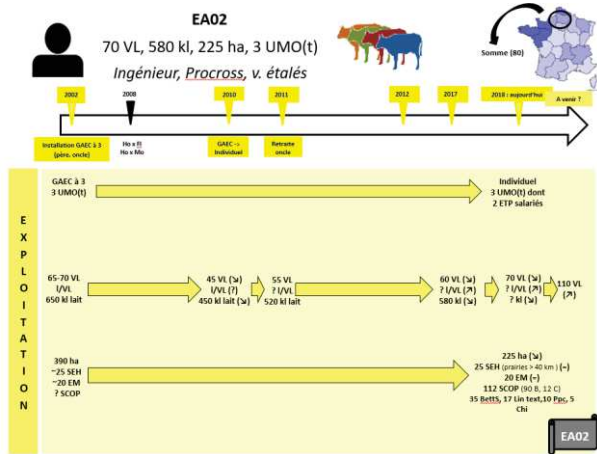 EA02
70 VL, 580 kl, 225 ha, 3 UMO(t)
Ingénieur, Procross, v. étalés
Somme (80)
2002
2008
2010
2011
2012
2017
2018 : aujourd'hui
A venir ?
Installation GAEC à 3
(père, oncle)
Ho x
Ho x Mo
GAEC ->
Individuel
Retraite
oncle
EXPLOITATION
GAEC à 3
3 UMO(t)
Individuel
3 UMO(t) dont
2 ETP salariés
65-70 VL
l/VL
650 kl lait
45 VL (↘)
l/VL (?)
450 kl lait (↘)
55 VL
? l/VL
520 kl lait
60 VL (↘)
? l/VL (↗)
580 kl (↘)
70 VL (↘)
? l/VL (↗)
? kl (↘)
110 VL
(↗)
390 ha
~25 SEH
~20 EM
? SCOP
225 ha (↘)
25 SEH (prairies > 40 km ) (=)
20 EM (=)
112 SCOP (90 B, 12 C)
35 BettS, 17 Lin text,10 Ppc, 5
Chi
EA02